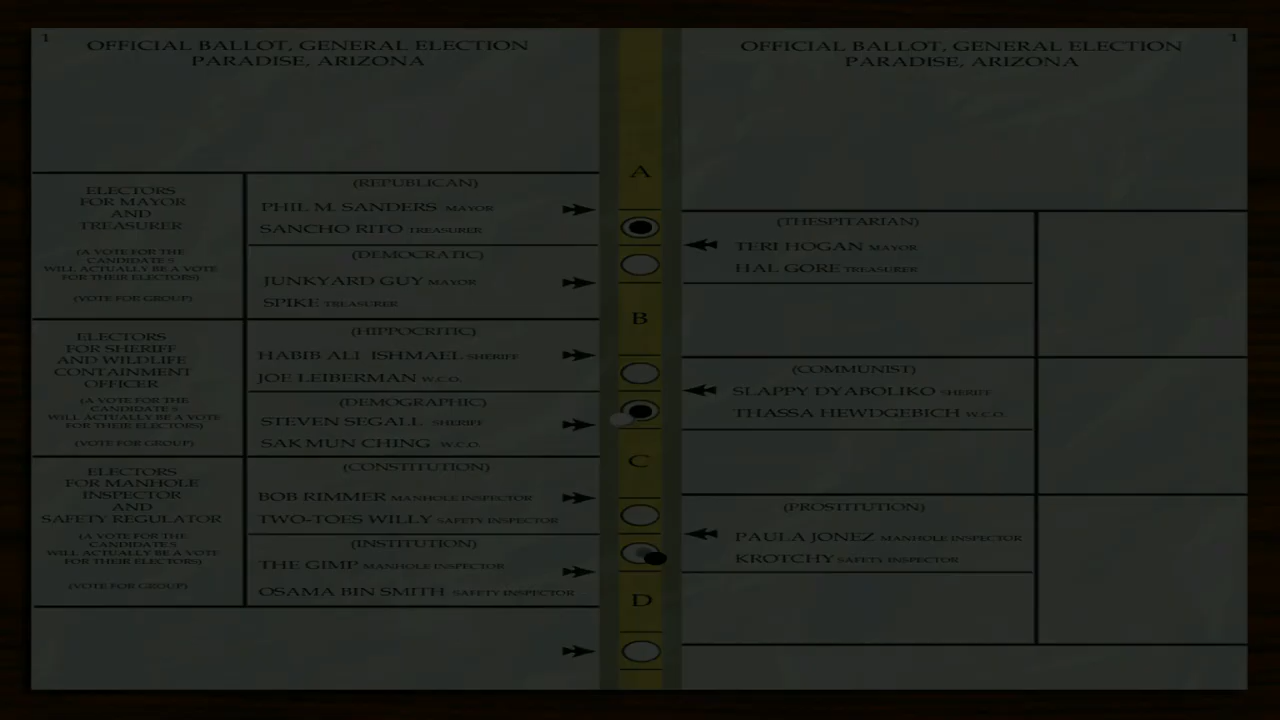 1
OFFICIAL BALLOT, GENERAL ELECTION
PARADISE, ARIZONA
ELECTORS
FOR MAYOR
AND
TREASURER
(A VOTE FOR THE
CANDIDATE S
WILL ACTUALLY BE A VOTE
FOR THEIR ELECTORS)
(VOTE FOR GROUP)
(REPUBLICAN)
PHIL M. SANDERS MAYOR
SANCHO RITO TREASURER
(DEMOCRATIC)
JUNKYARD GUY MAYOR
SPIKE TREASURER
ELECTORS
FOR SHERIFF
AND WILDLIFE
CONTAINMENT
OFFICER
(A VOTE FOR THE
CANDIDATE S
WILL ACTUALLY BE A VOTE
FOR THEIR ELECTORS)
(VOTE FOR GROUP)
(HIPPOCRITIC)
HABIB ALI ISHMAEL SHERIFF
JOE LEIBERMAN W.C.O.
(DEMOGRAPHIC)
STEVEN SEGALL SHERIFF
SAK MUN CHING W.C.O.
ELECTORS
FOR MANHOLE
INSPECTOR
AND
SAFETY REGULATOR
(A VOTE FOR THE
CANDIDATE S
WILL ACTUALLY BE A VOTE
FOR THEIR ELECTORS)
(VOTE FOR GROUP)
(CONSTITUTION)
BOB RIMMER MANHOLE INSPECTOR
TWO-TOES WILLY SAFETY INSPECTOR
(INSTITUTION)
THE GIMP MANHOLE INSPECTOR
OSAMA BIN SMITH SAFETY INSPECTOR
A
B
C
D
1
OFFICIAL BALLOT, GENERAL ELECTION
PARADISE, ARIZONA
(THESPITARIAN)
TERI HOGAN MAYOR
HAL GORE TREASURER
(COMMUNIST)
SLAPPY DYABOLIKO SHERIFF
THASSA HEWDGEBICH W.C.O.
(PROSTITUTION)
PAULA JONEZ MANHOLE INSPECTOR
KROTCHY SAFETY INSPECTOR